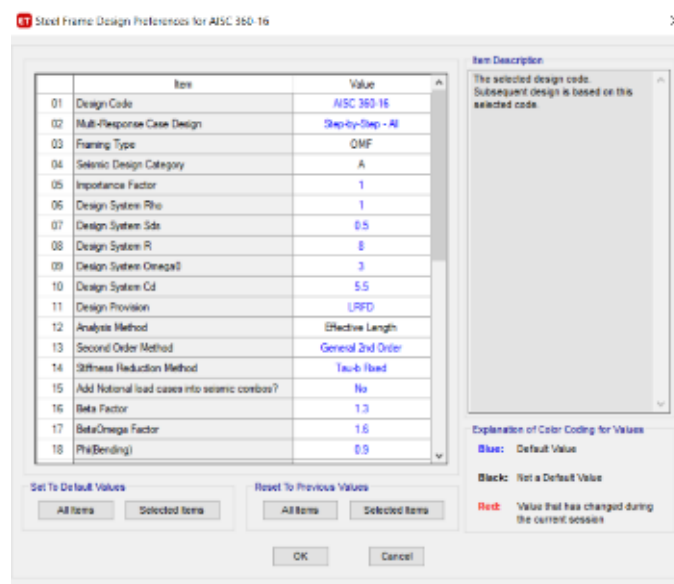 ET Steel Frame Design Preferences for AISC 360-16
Item Value
01 Design Code AISC 360-16
02 Multi-Response Case Design Step-by-Step - All
03 Framing Type OMF
04 Seismic Design Category A
05 Importance Factor 1
06 Design System Rho 1
07 Design System Sds 0.5
08 Design System R 8
09 Design System Omega0 3
10 Design System Cd 5.5
11 Design Provision LRFD
12 Analysis Method Effective Length
13 Second Order Method General 2nd Order
14 Stiffness Reduction Method Tau-b Fixed
15 Add Notional load cases into seismic combos? No
16 Beta Factor 1.3
17 BetaOmega Factor 1.6
18 Phi(Bending) 0.9
Item Description
The selected design code.
Subsequent design is based on this
selected code.
Set To Default Values
All Items Selected Items
Reset To Previous Values
All Items Selected Items
Explanation of Color Coding for Values
Blue: Default Value
Black: Not a Default Value
Red: Value that has changed during
the current session
OK Cancel